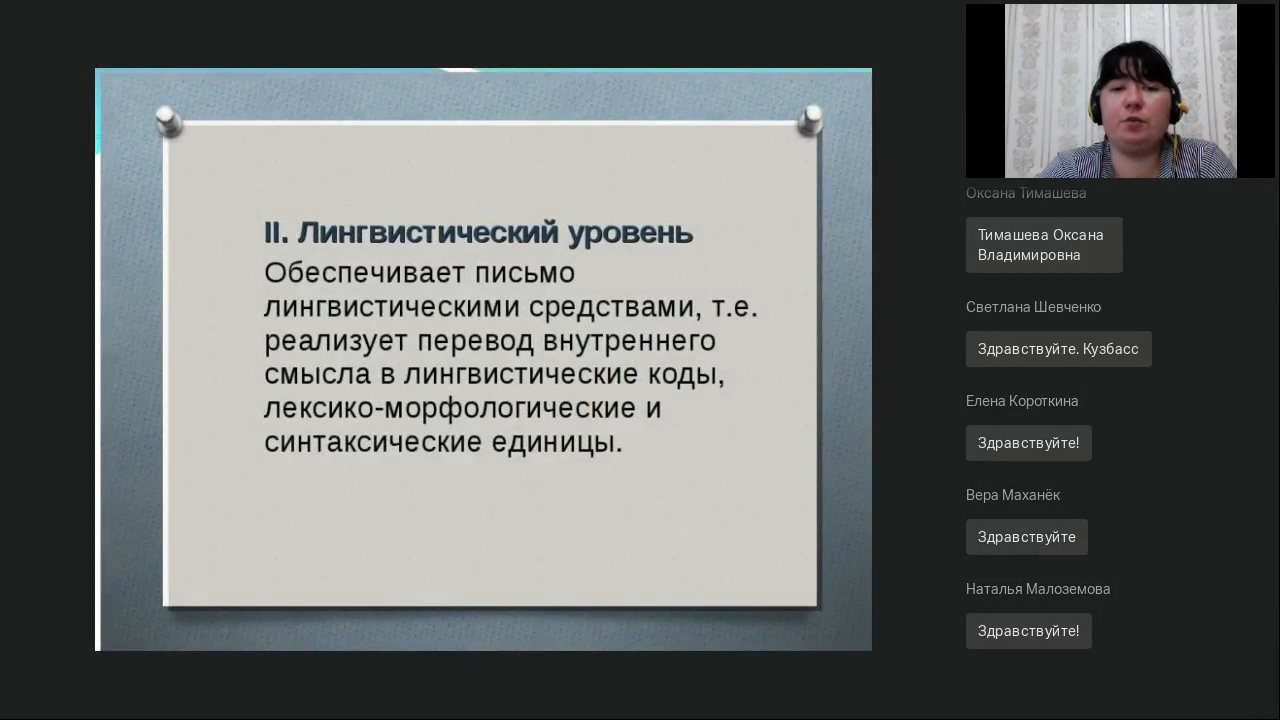 II. Лингвистический уровень
Обеспечивает письмо
лингвистическими средствами, т.е.
реализует перевод внутреннего
смысла в лингвистические коды,
лексико-морфологические и
синтаксические единицы.
Оксана Тимашева
Тимашева Оксана
Владимировна
Светлана Шевченко
Здравствуйте. Кузбасс
Елена Короткина
Здравствуйте!
Вера Маханёк
Здравствуйте
Наталья Малоземова
Здравствуйте!